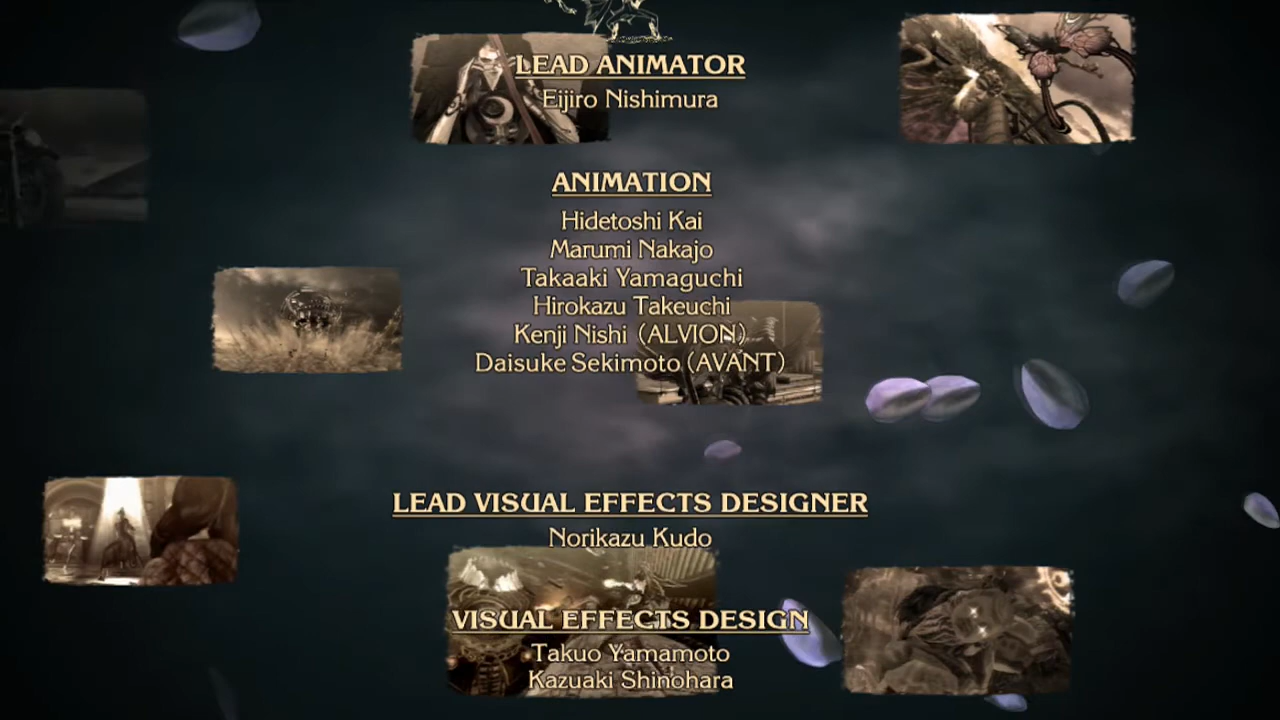 LEAD ANIMATOR
Eijiro Nishimura
ANIMATION
Hidetoshi Kai
Marumi Nakajo
Takaaki Yamaguchi
Hirokazu Takeuchi
Kenji Nishi (ALVION)
Daisuke Sekimoto (AVANT)
LEAD VISUAL EFFECTS DESIGNER
Norikazu Kudo
VISUAL EFFECTS DESIGN
Takuo Yamamoto
Kazuaki Shinohara